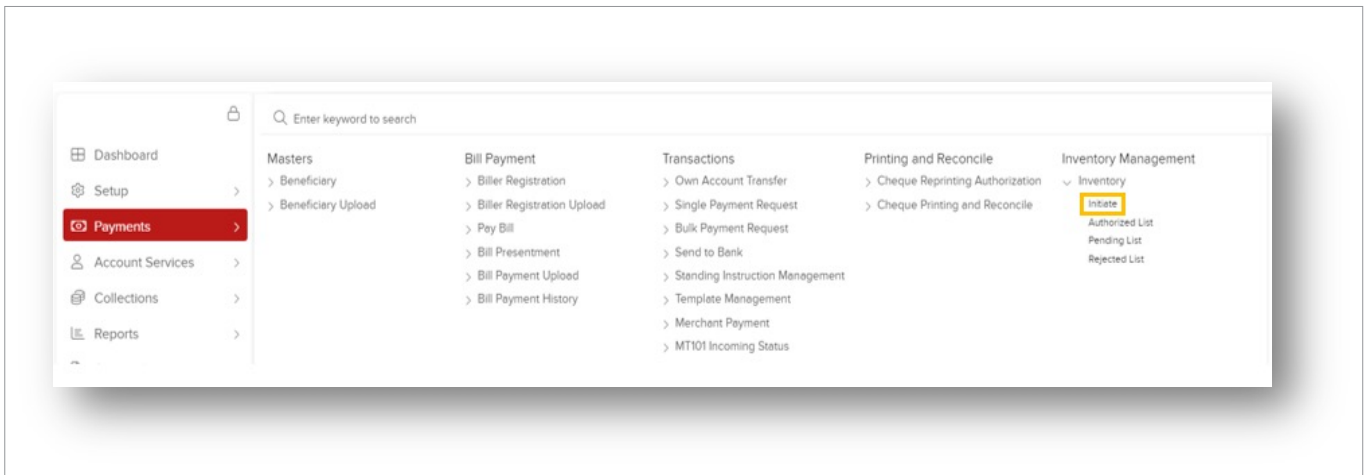 Enter keyword to search
Dashboard
Setup
Payments
Account Services
Collections
Reports
Masters
Beneficiary
Beneficiary Upload
Bill Payment
Biller Registration
Biller Registration Upload
Pay Bill
Bill Presentment
Bill Payment Upload
Bill Payment History
Transactions
Own Account Transfer
Single Payment Request
Bulk Payment Request
Send to Bank
Standing Instruction Management
Template Management
Merchant Payment
MT101 Incoming Status
Printing and Reconcile
Cheque Reprinting Authorization
Cheque Printing and Reconcile
Inventory Management
Inventory
Initiate
Authorized List
Pending List
Rejected List